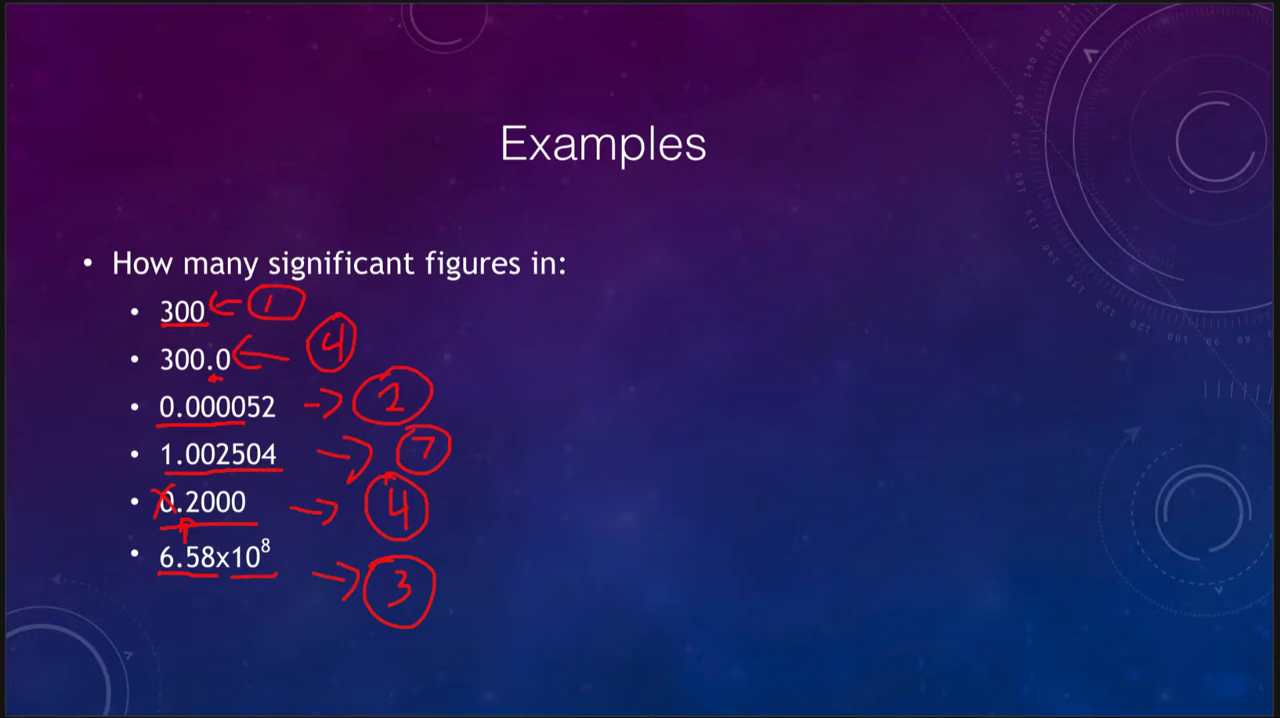 Examples
• How many significant figures in:
• 300 ← 1
• 300.0 ← 4
• 0.000052 → 2
• 1.002504 → 7
• 0.2000 → 4
• 6.58x10⁸ → 3